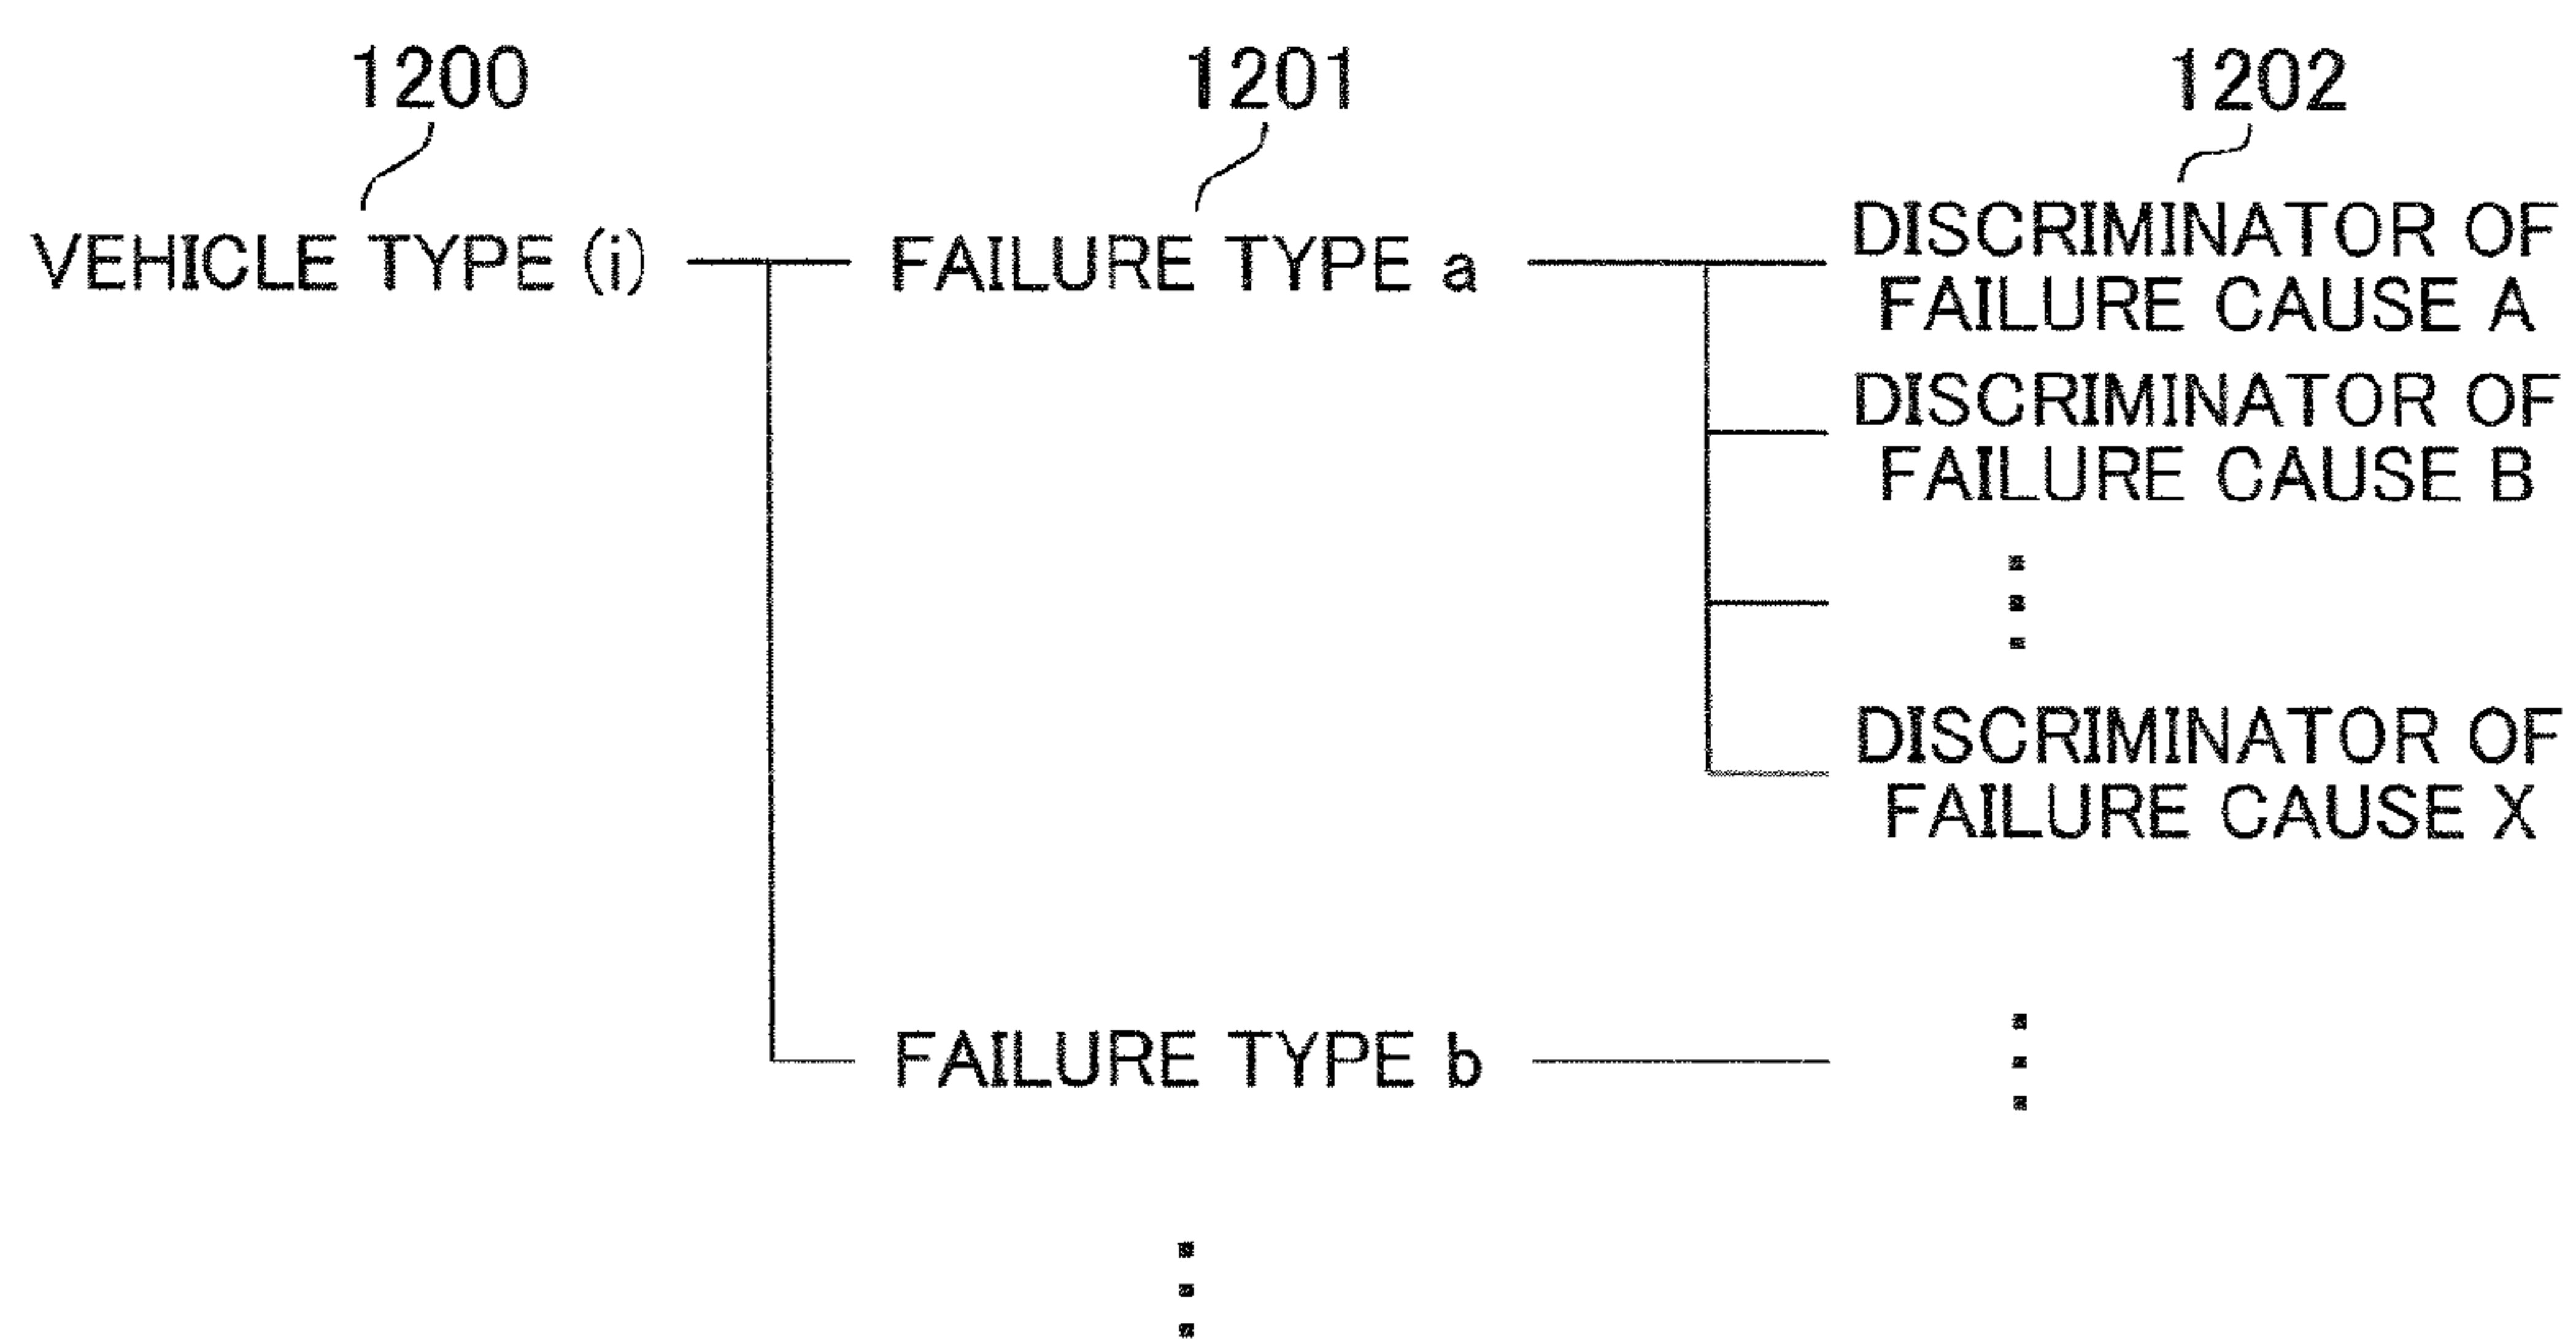 1200
1201
1202
VEHICLE TYPE (i)
FAILURE TYPE a
DISCRIMINATOR OF
FAILURE CAUSE A
DISCRIMINATOR OF
FAILURE CAUSE B
DISCRIMINATOR OF
FAILURE CAUSE X
FAILURE TYPE b